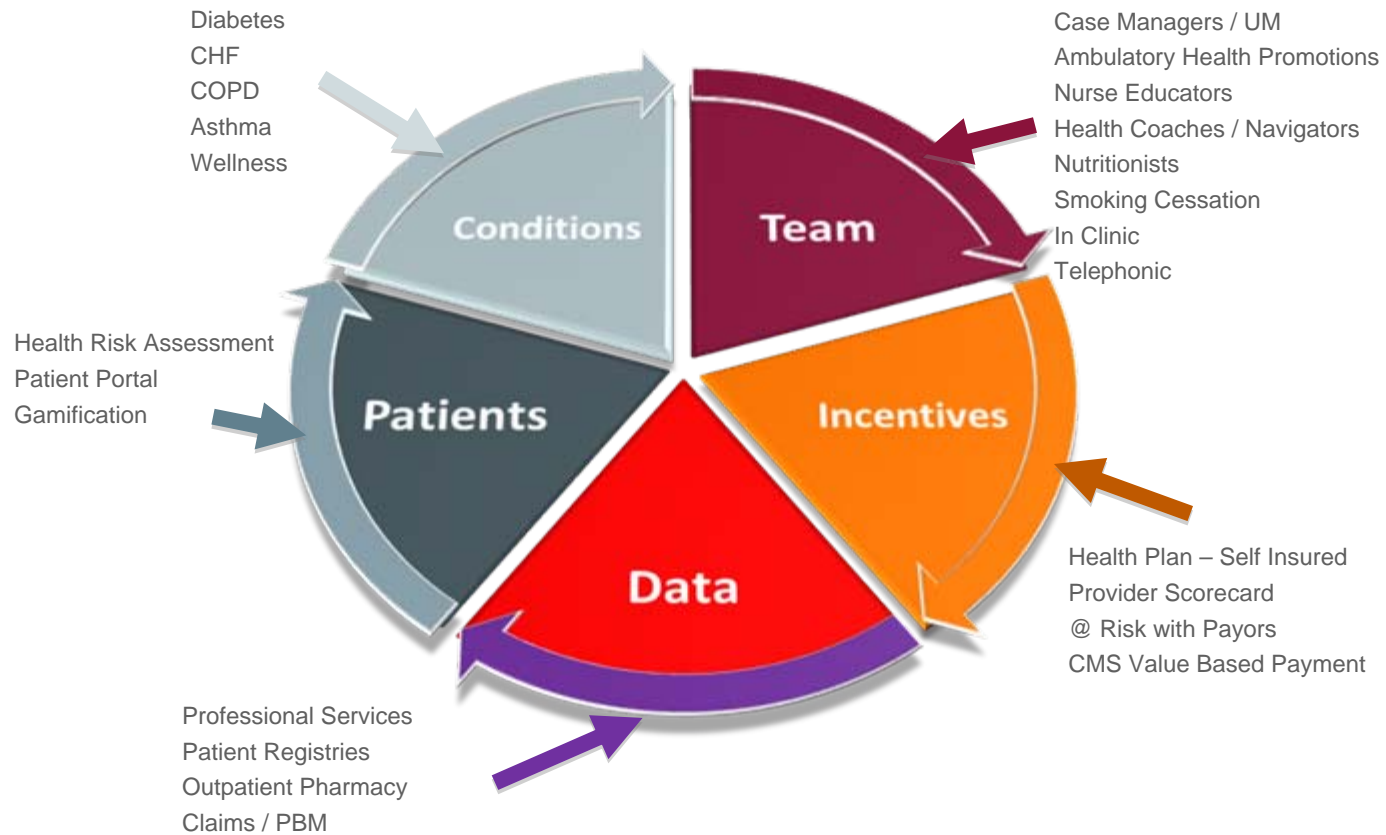 Diabetes
CHF
COPD
Asthma
Wellness
Case Managers / UM
Ambulatory Health Promotions
Nurse Educators
Health Coaches / Navigators
Nutritionists
Smoking Cessation
In Clinic
Telephonic
Conditions
Team
Health Risk Assessment
Patient Portal
Gamification
Patients
Incentives
Data
Health Plan – Self Insured
Provider Scorecard
@ Risk with Payors
CMS Value Based Payment
Professional Services
Patient Registries
Outpatient Pharmacy
Claims / PBM